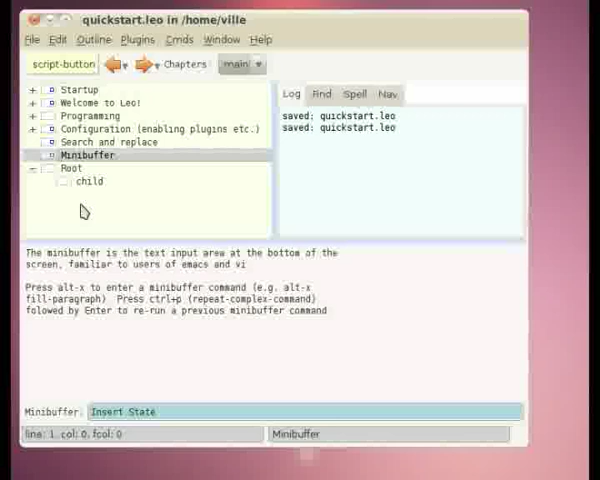 quickstart.leo in /home/ville
File Edit Outline Plugins Cmds Window Help
script-button Chapters main
Startup
Welcome to Leo!
Programming
Configuration (enabling plugins etc.)
Search and replace
Minibuffer
Root
child
Log Find Spell Nav
saved: quickstart.leo
saved: quickstart.leo
The minibuffer is the text input area at the bottom of the
screen, familiar to users of emacs and vi
Press alt-x to enter a minibuffer command (e.g. alt-x
fill-paragraph) Press ctrl+p (repeat-complex-command)
folowed by Enter to re-run a previous minibuffer command
Minibuffer: Insert State
line: 1, col: 0, fcol: 0 Minibuffer